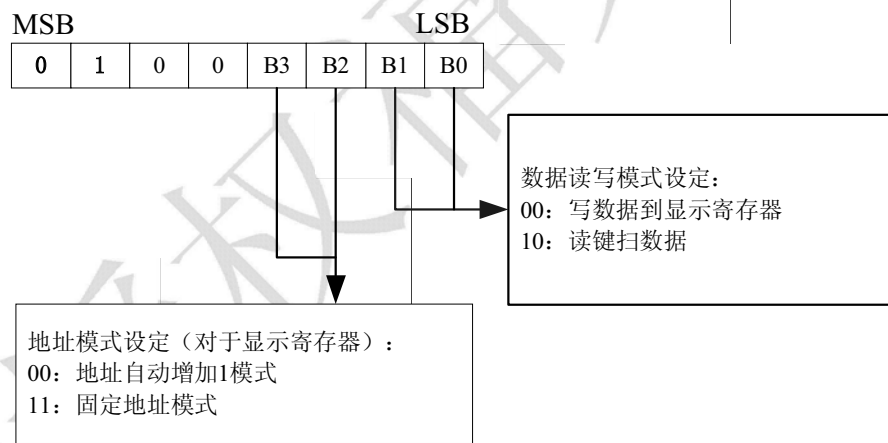 MSB LSB
0 1 0 0 B3 B2 B1 B0
数据读写模式设定：
00：写数据到显示寄存器
10：读键扫数据
地址模式设定（对于显示寄存器）：
00：地址自动增加1模式
11：固定地址模式